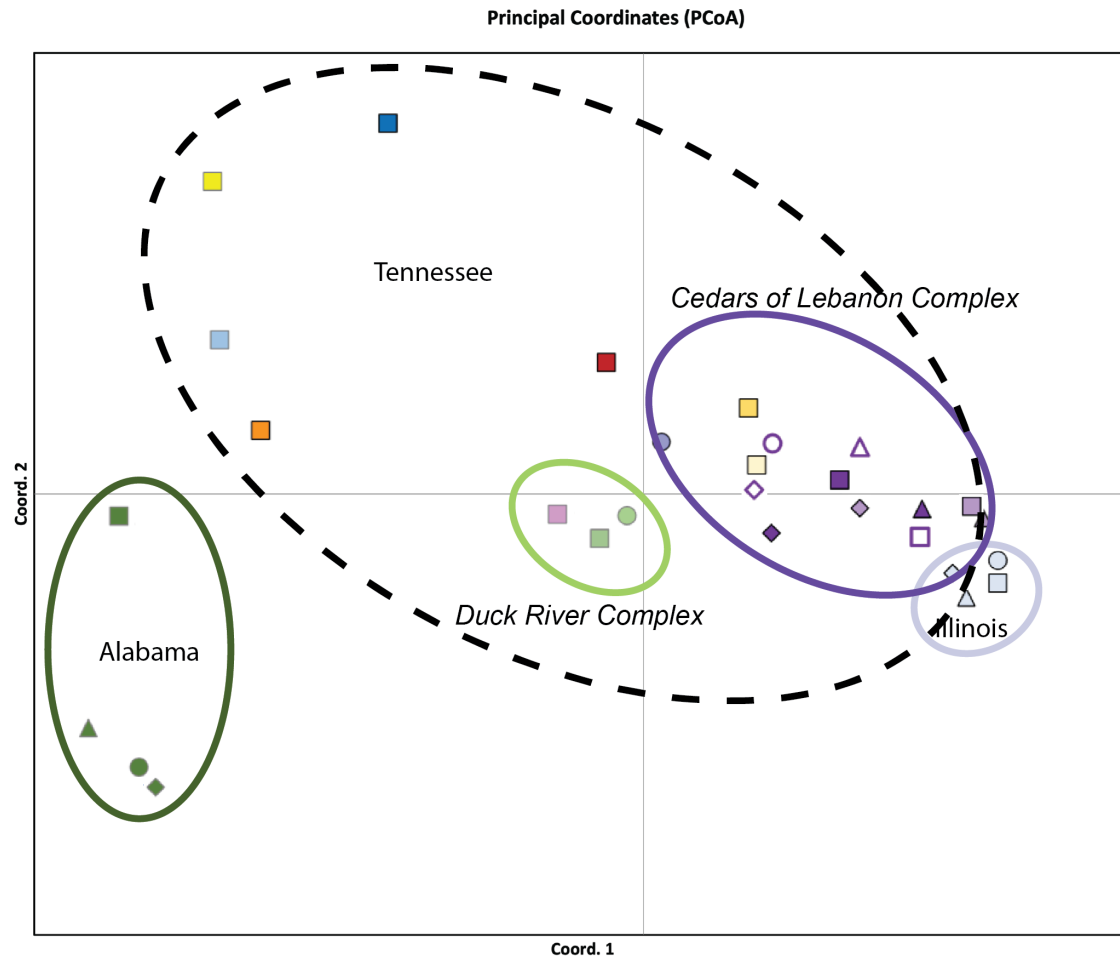 Principal Coordinates (PCoA)
Tennessee
Cedars of Lebanon Complex
Coord. 2
Duck River Complex
Illinois
Alabama
Coord. 1